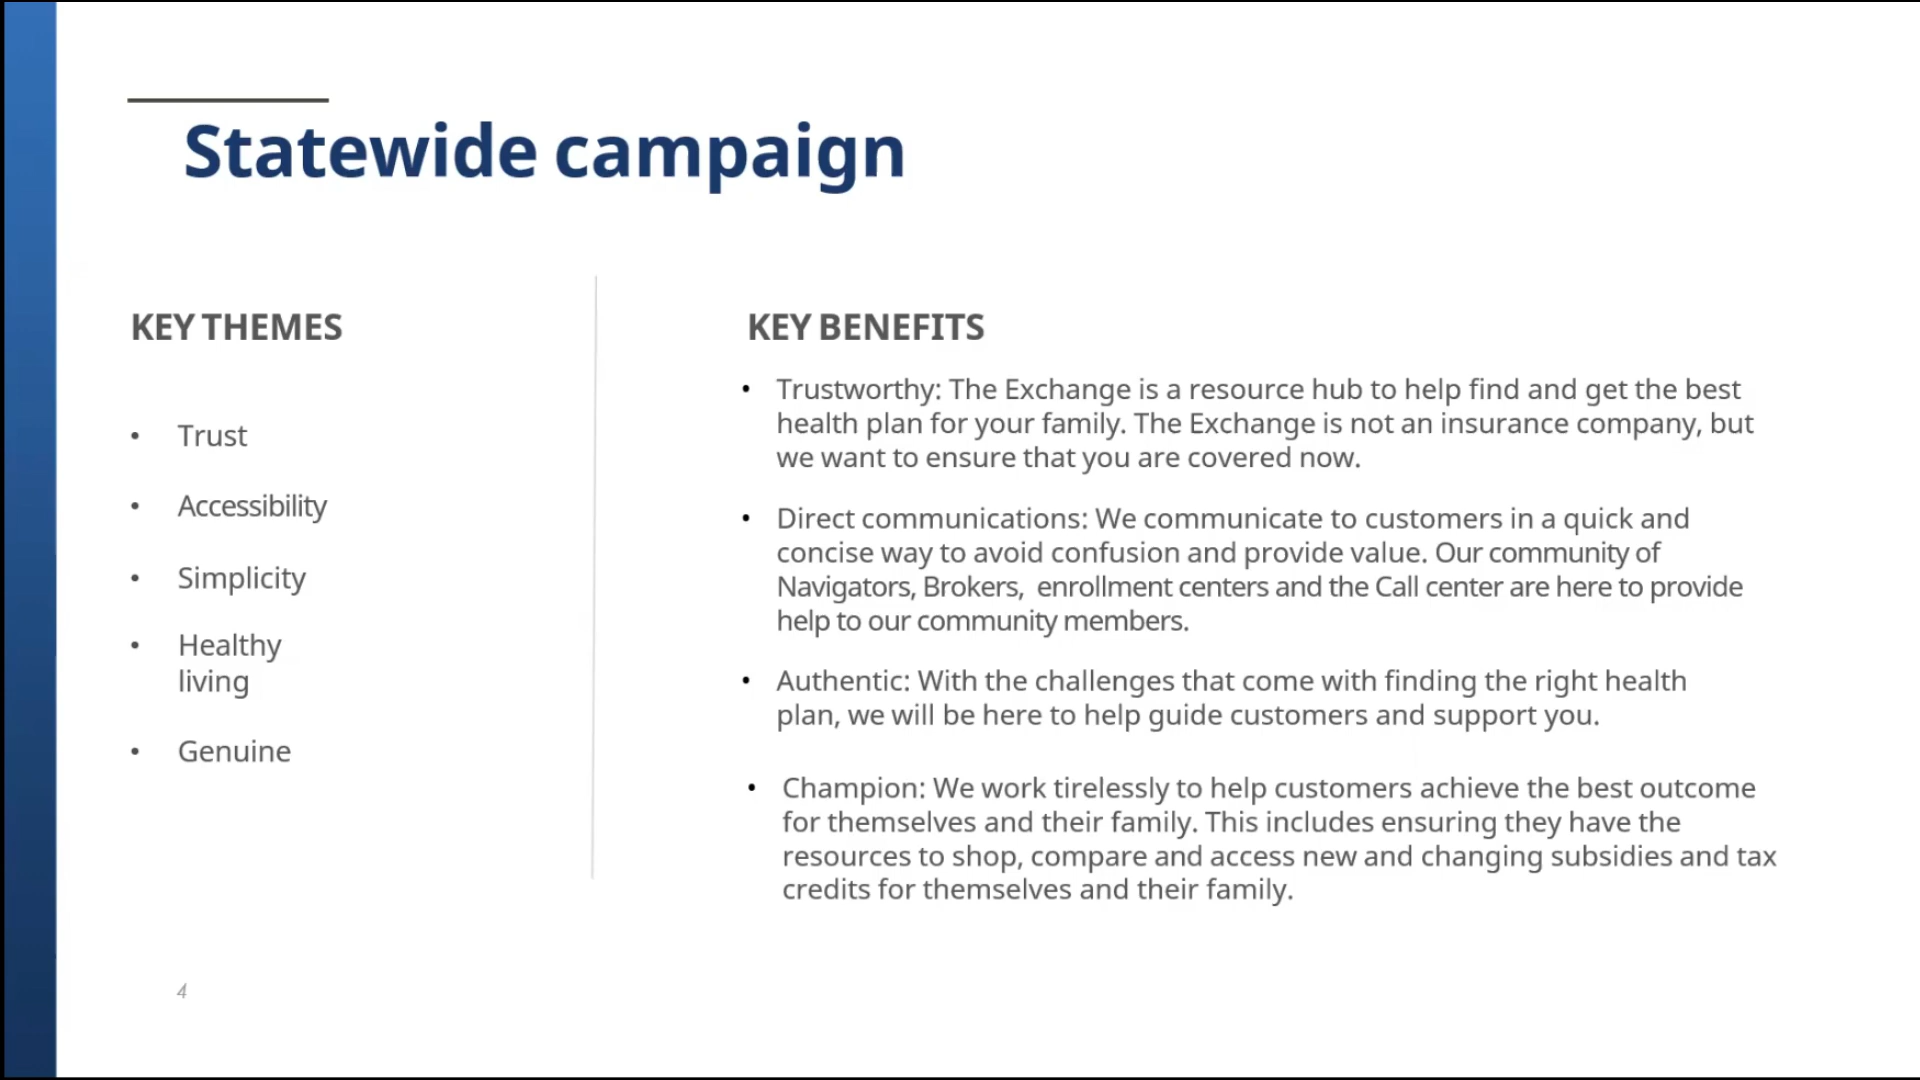 Statewide campaign
KEY THEMES
• Trust
• Accessibility
• Simplicity
• Healthy
living
• Genuine
KEY BENEFITS
• Trustworthy: The Exchange is a resource hub to help find and get the best
health plan for your family. The Exchange is not an insurance company, but
we want to ensure that you are covered now.
• Direct communications: We communicate to customers in a quick and
concise way to avoid confusion and provide value. Our community of
Navigators, Brokers,  enrollment centers and the Call center are here to provide
help to our community members.
• Authentic: With the challenges that come with finding the right health
plan, we will be here to help guide customers and support you.
• Champion: We work tirelessly to help customers achieve the best outcome
for themselves and their family. This includes ensuring they have the
resources to shop, compare and access new and changing subsidies and tax
credits for themselves and their family.
4